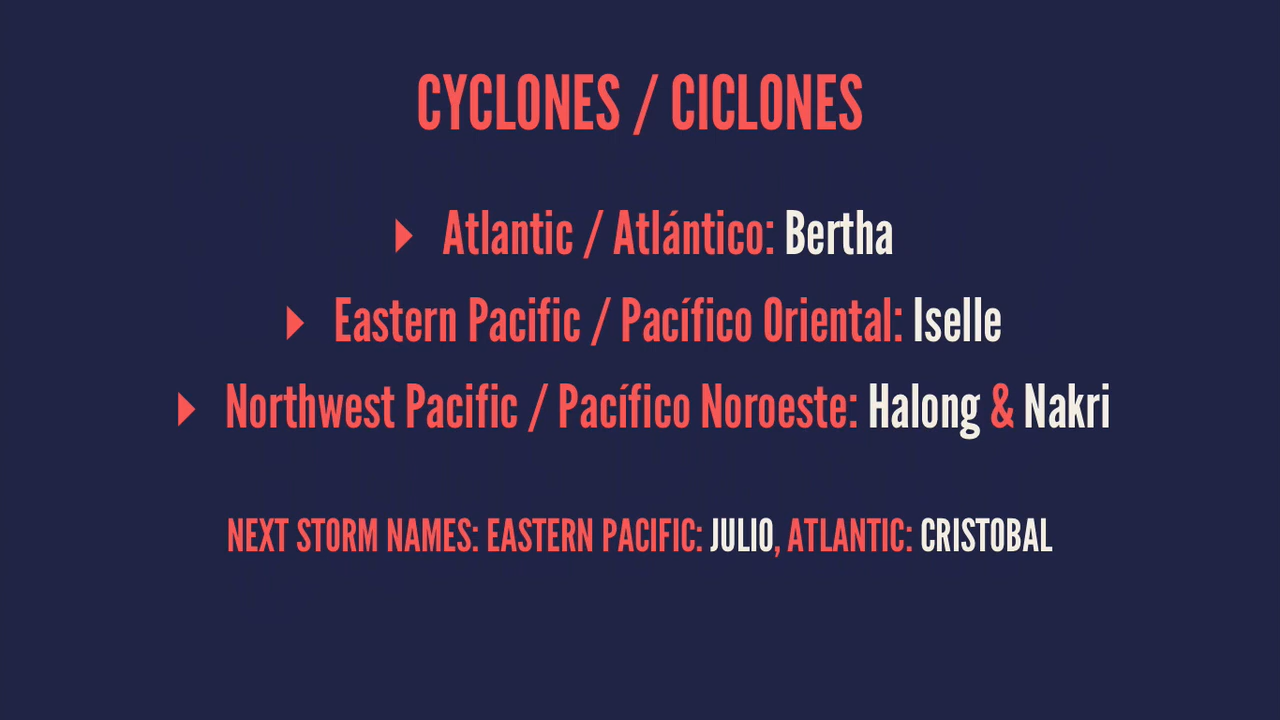 CYCLONES / CICLONES
Atlantic / Atlántico: Bertha
Eastern Pacific / Pacífico Oriental: Iselle
Northwest Pacific / Pacífico Noroeste: Halong & Nakri
NEXT STORM NAMES: EASTERN PACIFIC: JULIO, ATLANTIC: CRISTOBAL